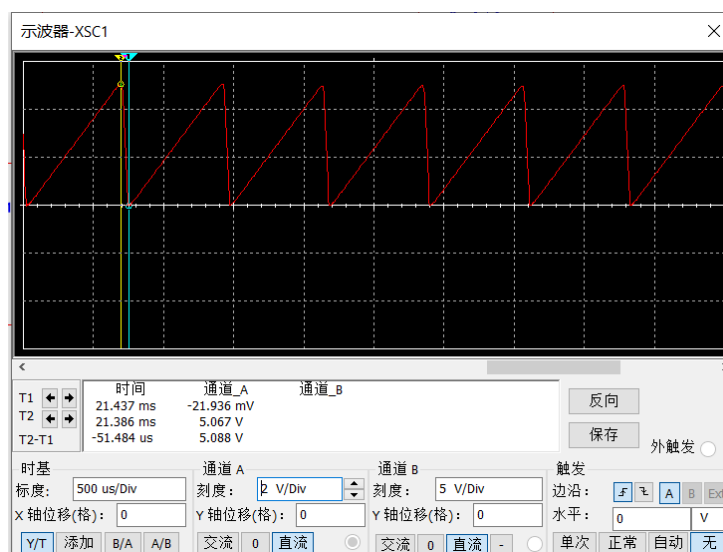 示波器-XSC1
时间 通道_A 通道_B
T1 21.437 ms -21.936 mV
T2 21.386 ms 5.067 V
T2-T1 -51.484 us 5.088 V
反向
保存
外触发
时基
标度: 500 us/Div
X 轴位移(格): 0
Y/T 添加 B/A A/B
通道 A
刻度: 2 V/Div
Y 轴位移(格): 0
交流 0 直流
通道 B
刻度: 5 V/Div
Y 轴位移(格): 0
交流 0 直流 -
触发
边沿: A B Ext
水平: 0 V
单次 正常 自动 无